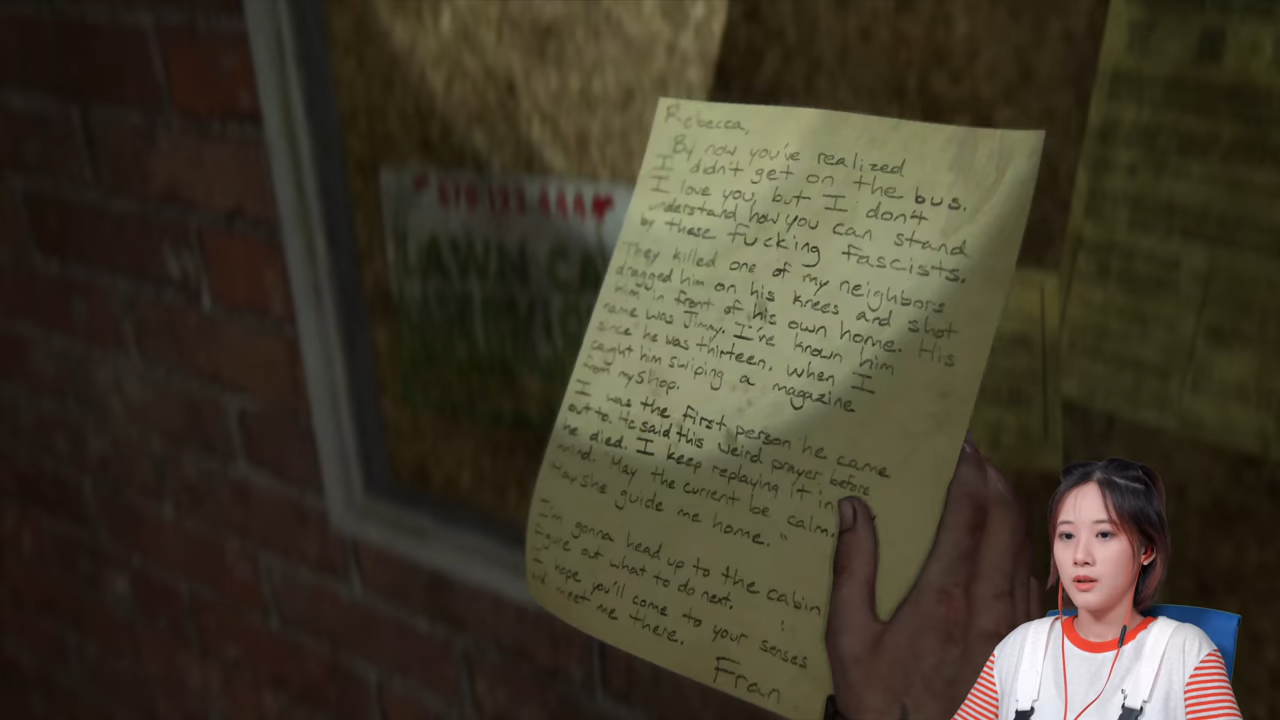 Rebecca,
By now you've realized
I didn't get on the bus.
I love you, but I don't
understand how you can stand
by these fucking fascists.
They killed one of my neighbors
dragged him on his knees and shot
him in front of his own home. His
name was Jimmy. I've known him
since he was thirteen, when I
caught him swiping a magazine
from my shop.
I was the first person he came
out to. He said this weird prayer before
he died. I keep replaying it in
mind. "May the current be calm.
May she guide me home."
I'm gonna head up to the cabin
figure out what to do next.
I hope you'll come to your senses
and meet me there.
Fran